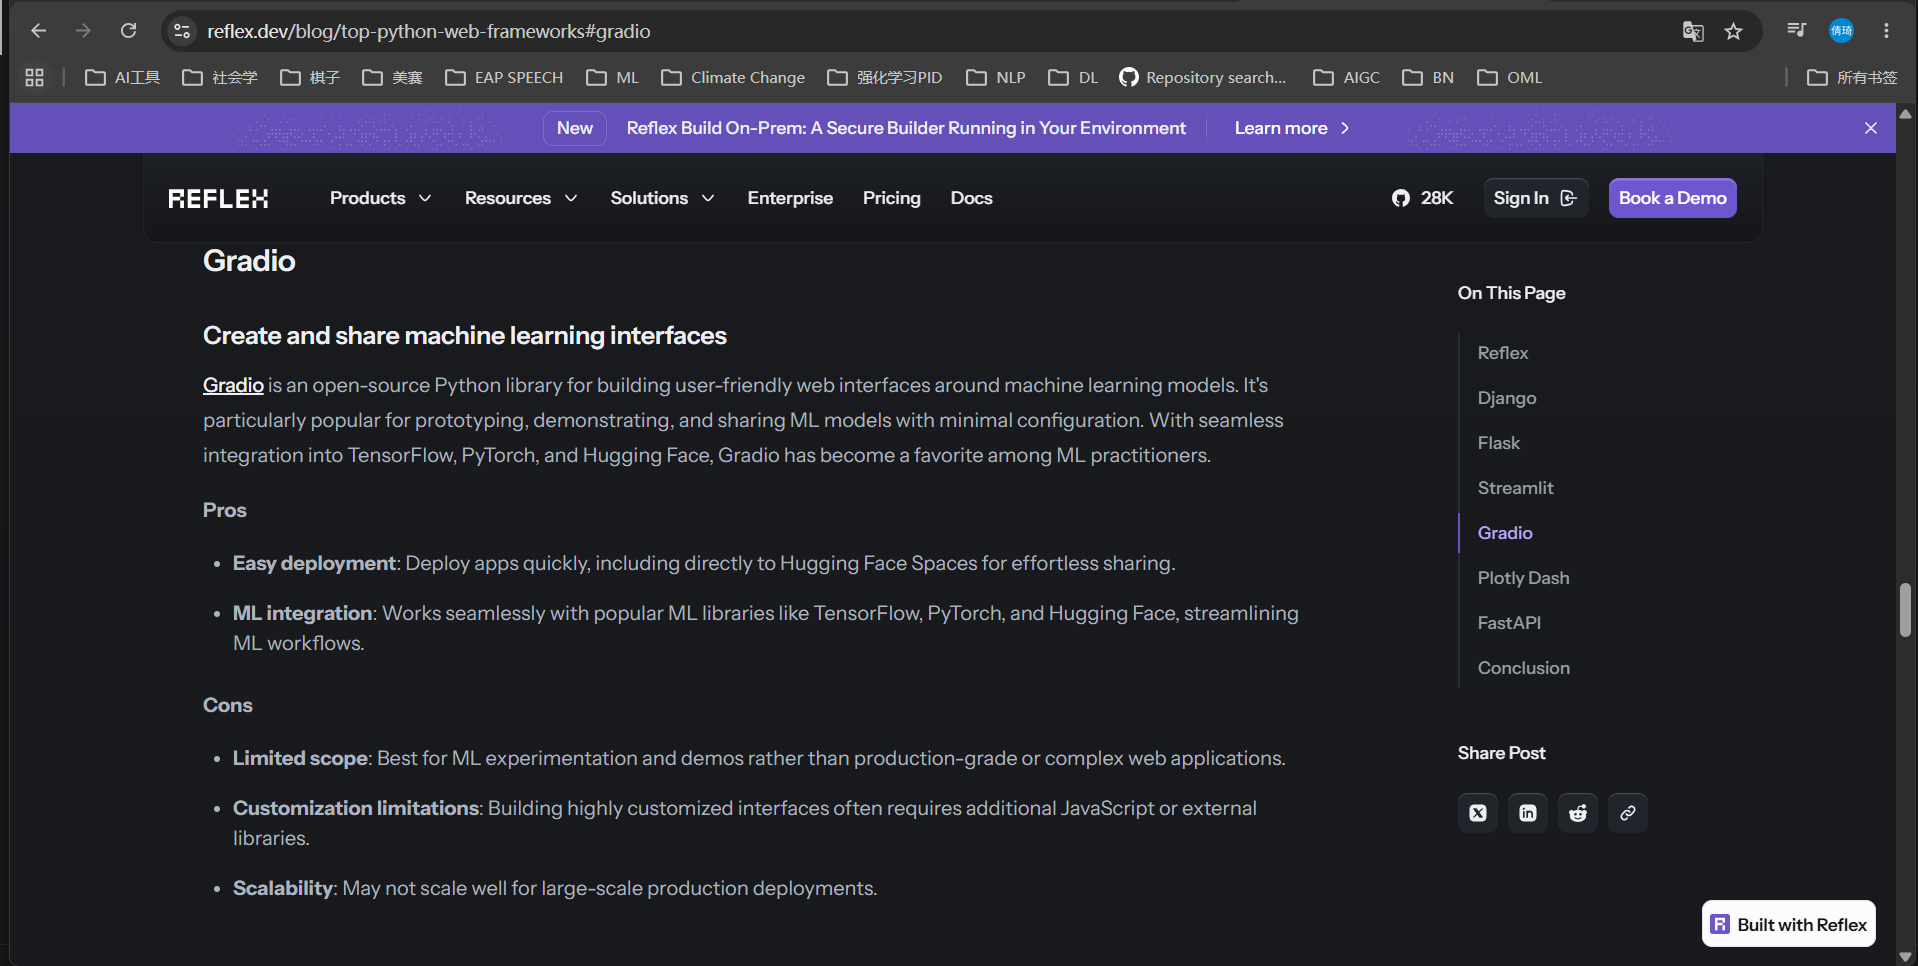 reflex.dev/blog/top-python-web-frameworks#gradio
倩琦
AI工具
社会学
棋子
美赛
EAP SPEECH
ML
Climate Change
强化学习PID
NLP
DL
Repository search...
AIGC
BN
OML
所有书签
New
Reflex Build On-Prem: A Secure Builder Running in Your Environment
Learn more
REFLEX
Products
Resources
Solutions
Enterprise
Pricing
Docs
28K
Sign In
Book a Demo
Gradio
Create and share machine learning interfaces
Gradio is an open-source Python library for building user-friendly web interfaces around machine learning models. It's
particularly popular for prototyping, demonstrating, and sharing ML models with minimal configuration. With seamless
integration into TensorFlow, PyTorch, and Hugging Face, Gradio has become a favorite among ML practitioners.
Pros
• Easy deployment: Deploy apps quickly, including directly to Hugging Face Spaces for effortless sharing.
• ML integration: Works seamlessly with popular ML libraries like TensorFlow, PyTorch, and Hugging Face, streamlining
ML workflows.
Cons
• Limited scope: Best for ML experimentation and demos rather than production-grade or complex web applications.
• Customization limitations: Building highly customized interfaces often requires additional JavaScript or external
libraries.
• Scalability: May not scale well for large-scale production deployments.
On This Page
Reflex
Django
Flask
Streamlit
Gradio
Plotly Dash
FastAPI
Conclusion
Share Post
Built with Reflex